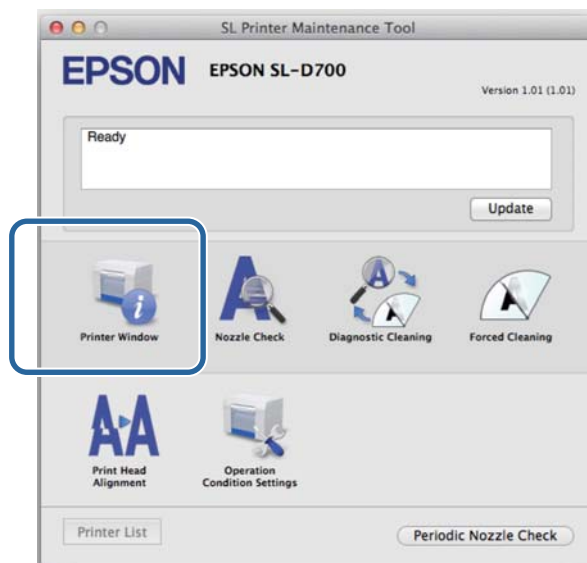 SL Printer Maintenance Tool
EPSON
EPSON SL-D700
Version 1.01 (1.01)
Ready
Update
Printer Window
Nozzle Check
Diagnostic Cleaning
Forced Cleaning
Print Head
Alignment
Operation
Condition Settings
Printer List
Periodic Nozzle Check